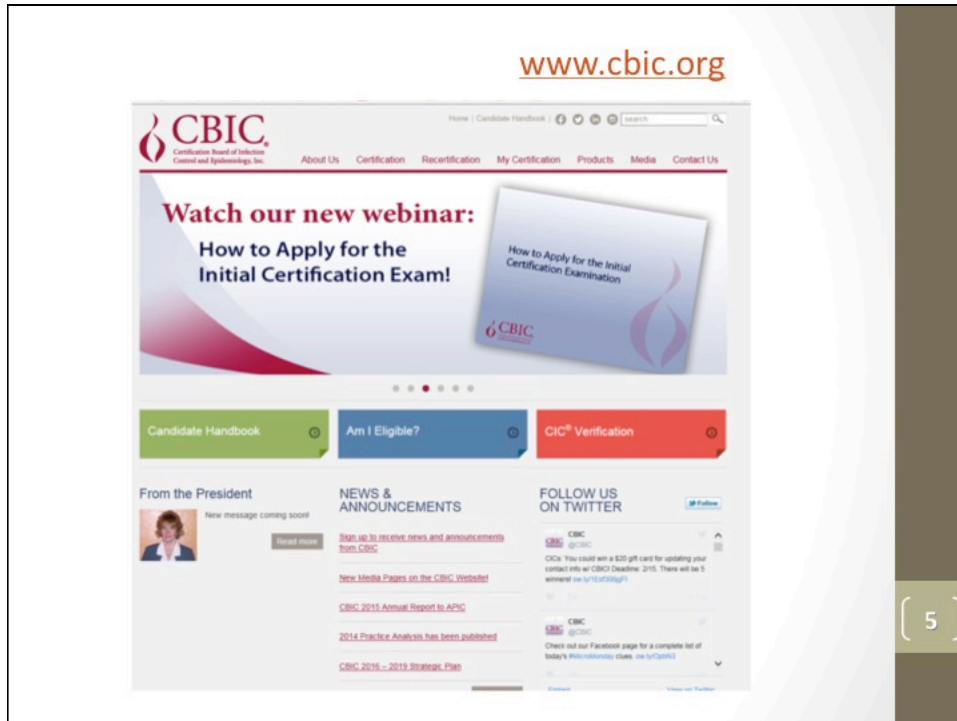 www.cbic.org
CBIC
Certification Board of Infection
Control and Epidemiology, Inc.
Home | Candidate Handbook |
search
About Us Certification Recertification My Certification Products Media Contact Us
Watch our new webinar:
How to Apply for the
Initial Certification Exam!
How to Apply for the Initial
Certification Examination
CBIC
Candidate Handbook
Am I Eligible?
CIC® Verification
From the President
New message coming soon!
Read more
NEWS &
ANNOUNCEMENTS
Sign up to receive news and announcements
from CBIC
New Media Pages on the CBIC Website!
CBIC 2015 Annual Report to APIC
2014 Practice Analysis has been published
CBIC 2016 – 2019 Strategic Plan
FOLLOW US
ON TWITTER
Follow
CBIC
@CBIC
CICs: You could win a $20 gift card for updating your
contact info w/ CBIC! Deadline: 2/15. There will be 5
winners!
CBIC
@CBIC
Check out our Facebook page for a complete list of
today's #MicroMonday clues.
5